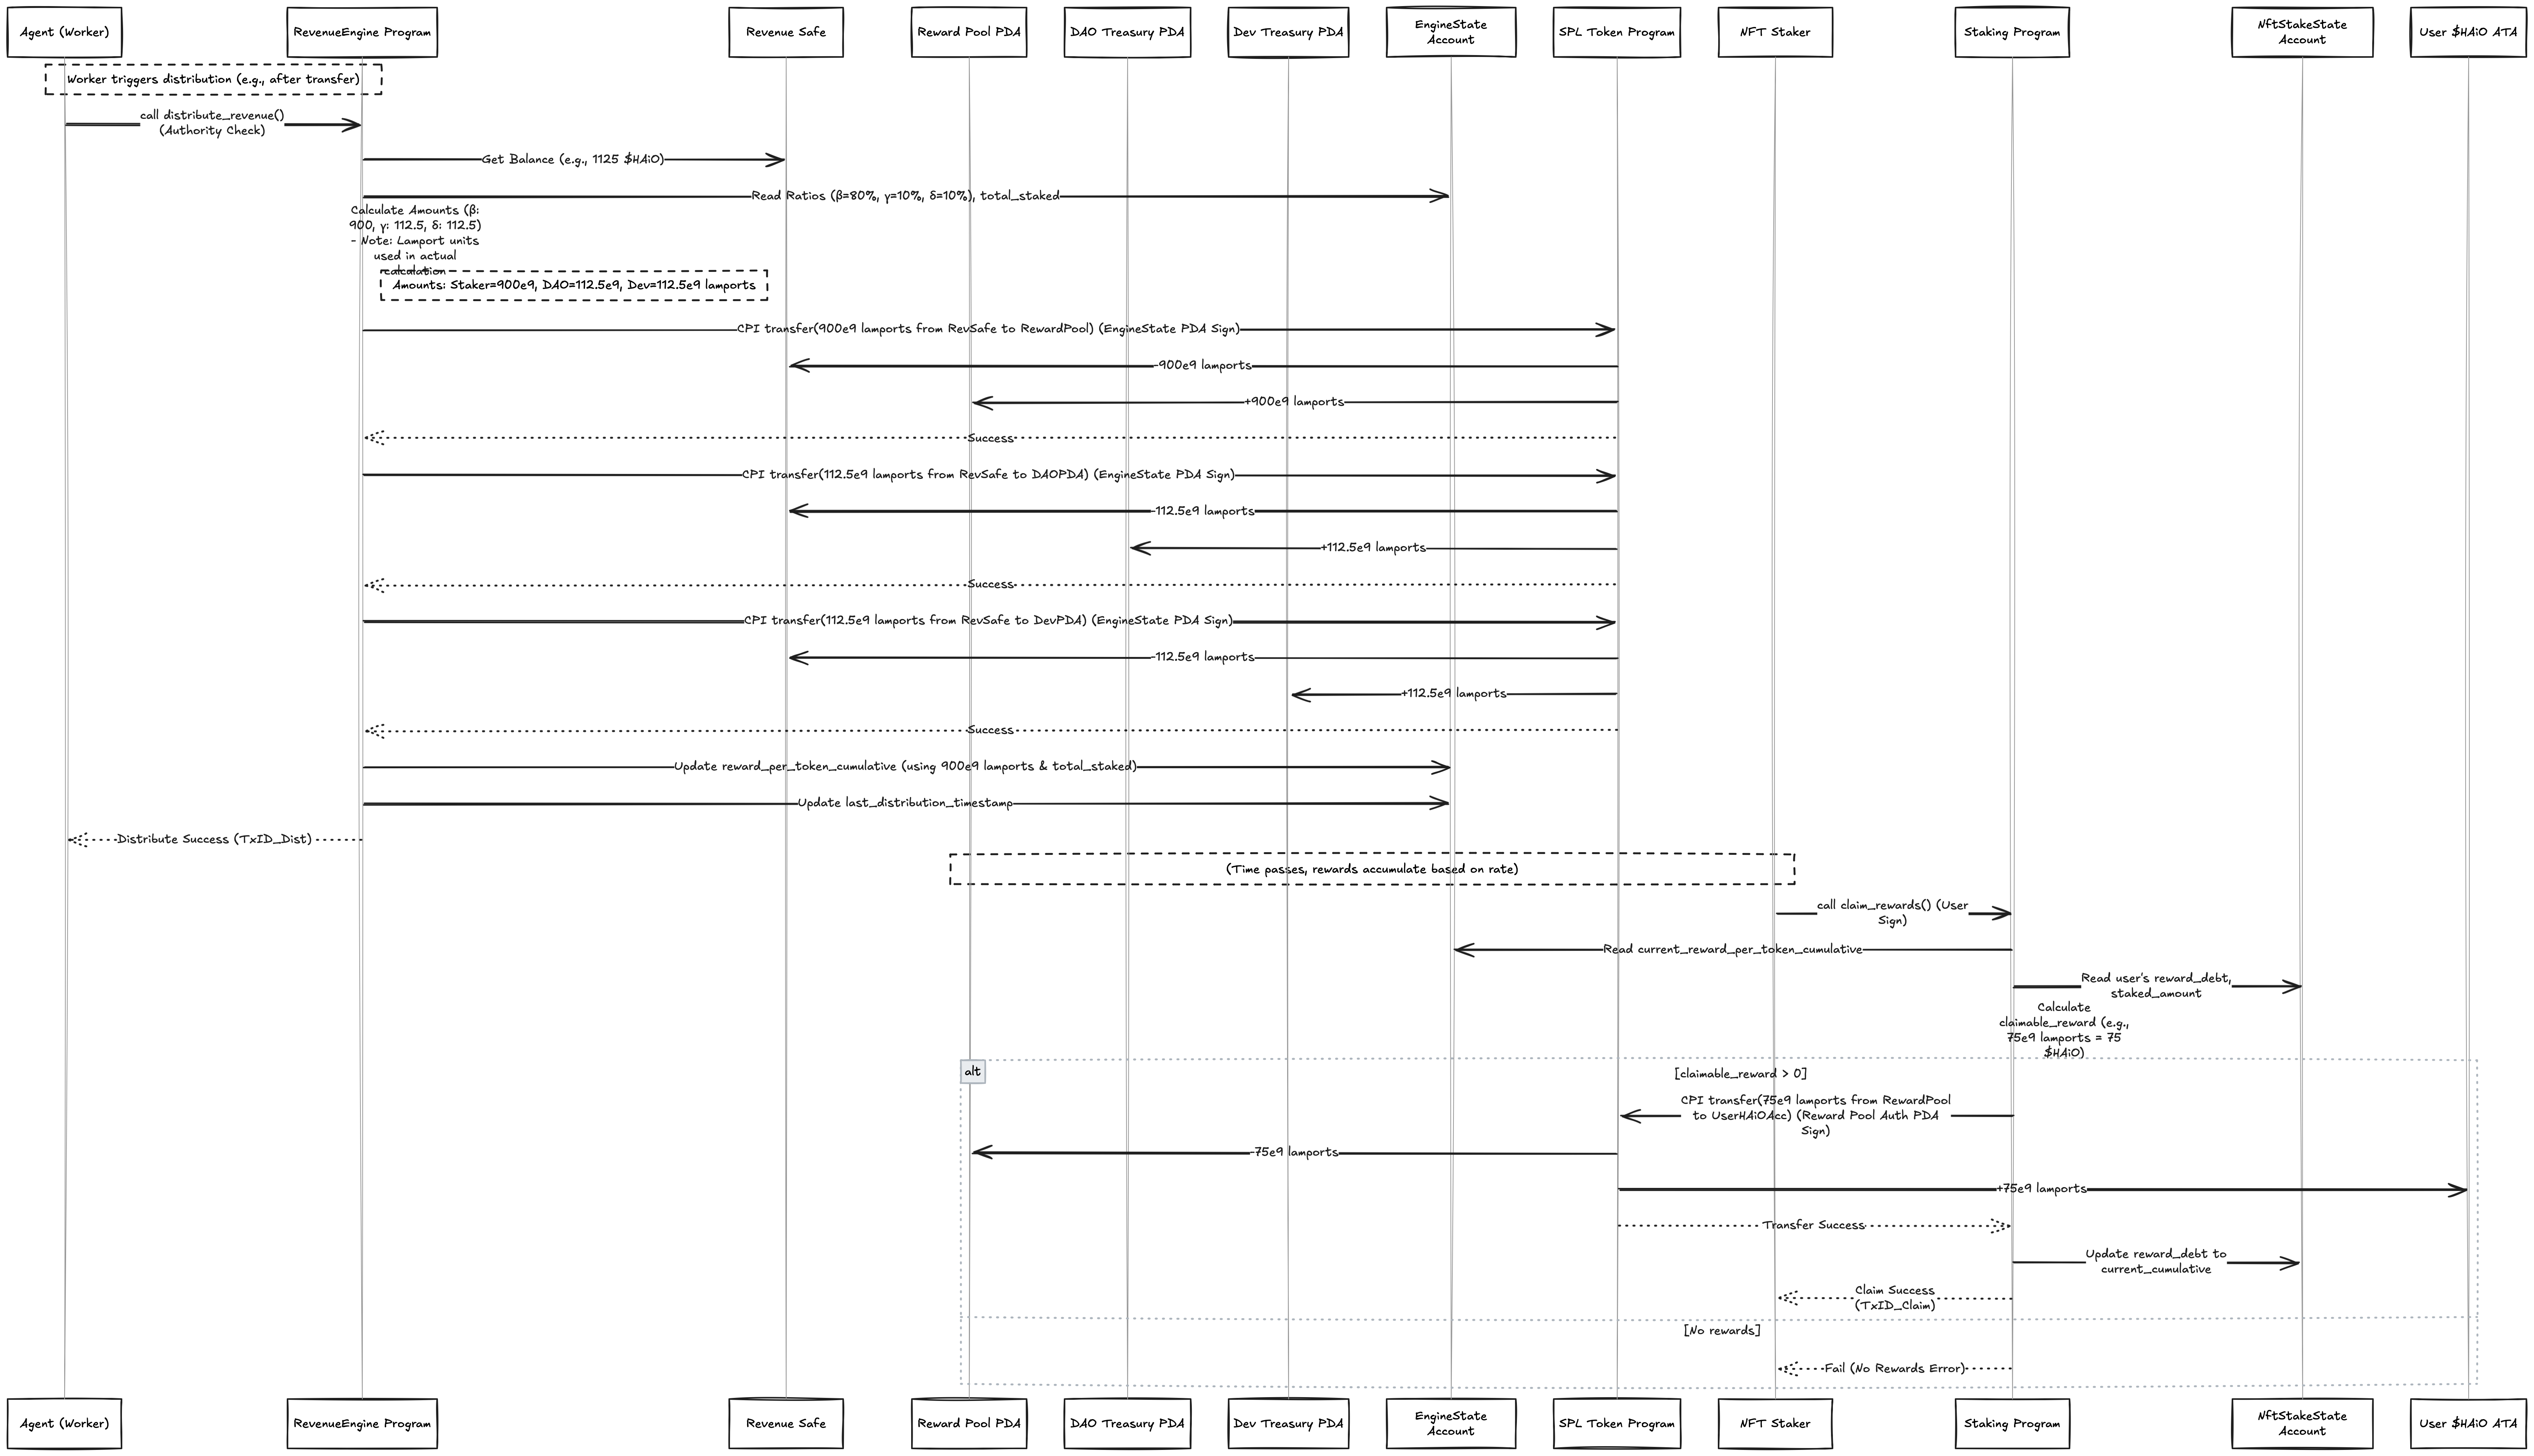 Agent (Worker)
RevenueEngine Program
Revenue Safe
Reward Pool PDA
DAO Treasury PDA
Dev Treasury PDA
EngineState
Account
SPL Token Program
NFT Staker
Staking Program
NftStakeState
Account
User $HAiO ATA
Worker triggers distribution (e.g., after transfer)
call distribute_revenue()
(Authority Check)
Get Balance (e.g., 1125 $HAiO)
Read Ratios (β=80%, γ=10%, δ=10%), total_staked
Calculate Amounts (β:
900, γ: 112.5, δ: 112.5)
- Note: Lamport units
used in actual
calculation
Amounts: Staker=900e9, DAO=112.5e9, Dev=112.5e9 lamports
CPI transfer(900e9 lamports from RevSafe to RewardPool) (EngineState PDA Sign)
-900e9 lamports
+900e9 lamports
Success
CPI transfer(112.5e9 lamports from RevSafe to DAOPDA) (EngineState PDA Sign)
-112.5e9 lamports
+112.5e9 lamports
Success
CPI transfer(112.5e9 lamports from RevSafe to DevPDA) (EngineState PDA Sign)
-112.5e9 lamports
+112.5e9 lamports
Success
Update reward_per_token_cumulative (using 900e9 lamports & total_staked)
Update last_distribution_timestamp
Distribute Success (TxID_Dist)
(Time passes, rewards accumulate based on rate)
call claim_rewards() (User
Sign)
Read current_reward_per_token_cumulative
Read user's reward_debt,
staked_amount
Calculate
claimable_reward (e.g.,
75e9 lamports = 75
$HAiO)
alt
[claimable_reward > 0]
CPI transfer(75e9 lamports from RewardPool
to UserHAiOAcc) (Reward Pool Auth PDA
Sign)
-75e9 lamports
+75e9 lamports
Transfer Success
Update reward_debt to
current_cumulative
Claim Success
(TxID_Claim)
[No rewards]
Fail (No Rewards Error)
Agent (Worker)
RevenueEngine Program
Revenue Safe
Reward Pool PDA
DAO Treasury PDA
Dev Treasury PDA
EngineState
Account
SPL Token Program
NFT Staker
Staking Program
NftStakeState
Account
User $HAiO ATA